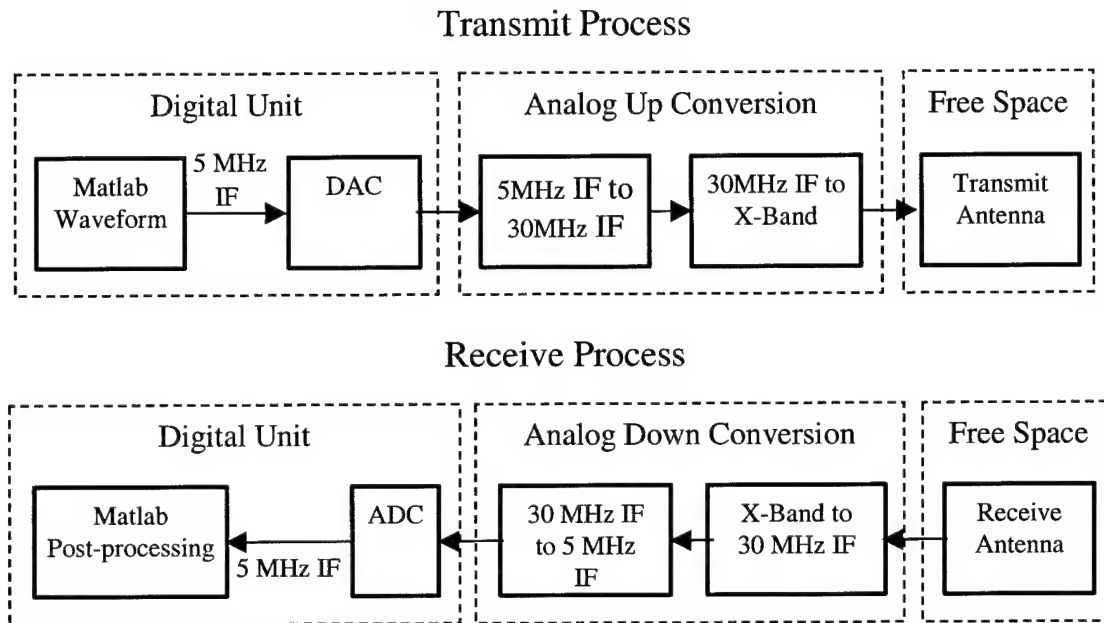 Transmit Process
Digital Unit
Analog Up Conversion
Free Space
Matlab
Waveform
5 MHz
IF
DAC
5MHz IF to
30MHz IF
30MHz IF to
X-Band
Transmit
Antenna
Receive Process
Digital Unit
Analog Down Conversion
Free Space
Matlab
Post-processing
5 MHz IF
ADC
30 MHz IF
to 5 MHz
IF
X-Band to
30 MHz IF
Receive
Antenna